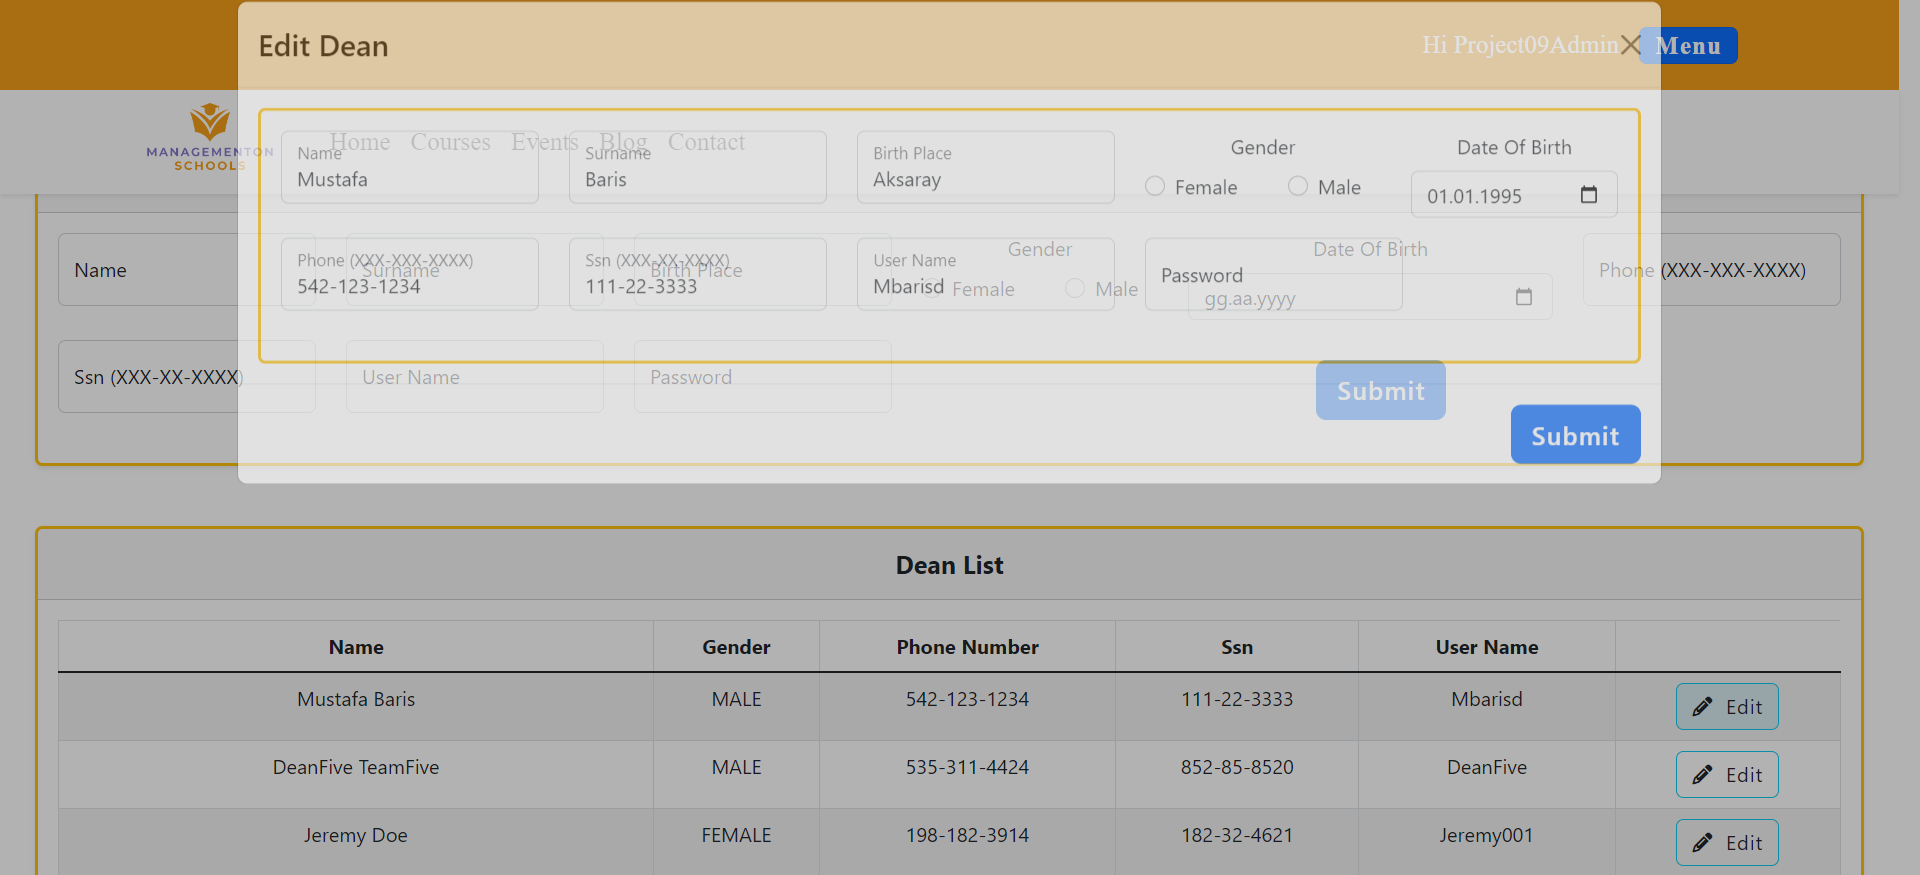 Edit Dean
Hi Project09Admin
Menu
MANAGEMENTON
SCHOOLS
Home Courses Events Blog Contact
Name
Mustafa
Surname
Baris
Birth Place
Aksaray
Gender
Female Male
Date Of Birth
01.01.1995
Phone (XXX-XXX-XXXX)
542-123-1234
Ssn (XXX-XX-XXXX)
111-22-3333
User Name
Mbarisd
Password
Submit
Name
Surname
Birth Place
Gender
Female Male
Date Of Birth
gg.aa.yyyy
Phone (XXX-XXX-XXXX)
Ssn (XXX-XX-XXXX)
User Name
Password
Submit
Dean List
Name Gender Phone Number Ssn User Name
Mustafa Baris MALE 542-123-1234 111-22-3333 Mbarisd Edit
DeanFive TeamFive MALE 535-311-4424 852-85-8520 DeanFive Edit
Jeremy Doe FEMALE 198-182-3914 182-32-4621 Jeremy001 Edit